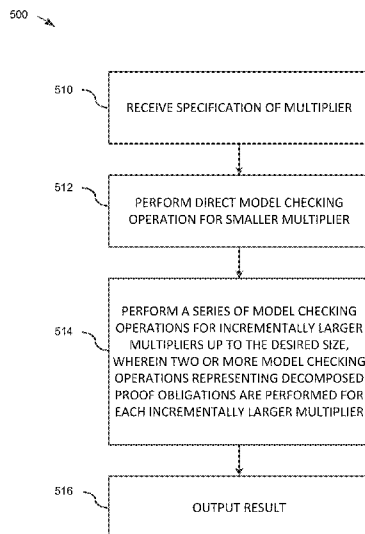 500
510
RECEIVE SPECIFICATION OF MULTIPLIER
512
PERFORM DIRECT MODEL CHECKING
OPERATION FOR SMALLER MULTIPLIER
514
PERFORM A SERIES OF MODEL CHECKING
OPERATIONS FOR INCREMENTALLY LARGER
MULTIPLIERS UP TO THE DESIRED SIZE,
WHEREIN TWO OR MORE MODEL CHECKING
OPERATIONS REPRESENTING DECOMPOSED
PROOF OBLIGATIONS ARE PERFORMED FOR
EACH INCREMENTALLY LARGER MULTIPLIER
516
OUTPUT RESULT